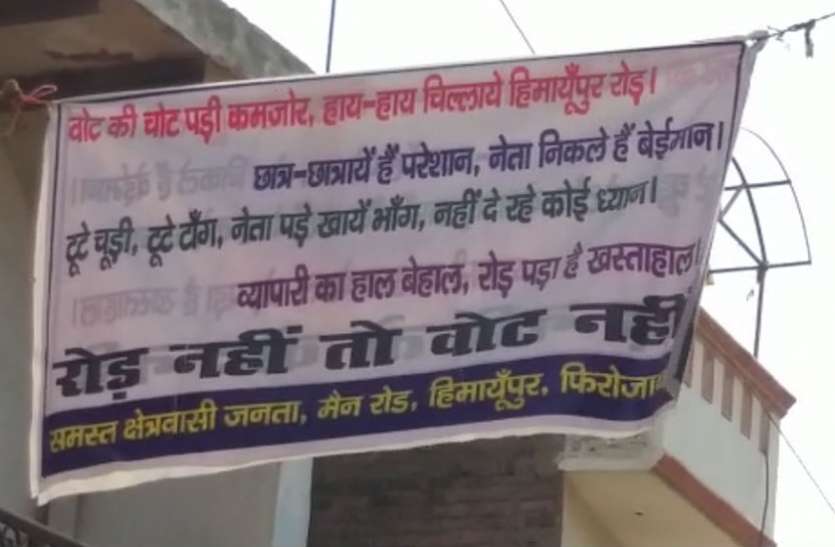 वोट की चोट पड़ी कमजोर, हाय-हाय चिल्लाये हिमायूँपुर रोड़।
छात्र-छात्रायें हैं परेशान, नेता निकले हैं बेईमान।
टूटे चूड़ी, टूटे टाँग, नेता पड़े खायें भाँग, नहीं दे रहे कोई ध्यान।
व्यापारी का हाल बेहाल, रोड़ पड़ा है खस्ताहाल।
रोड़ नहीं तो वोट नहीं
समस्त क्षेत्रवासी जनता, मैन रोड, हिमायूँपुर, फिरोजा